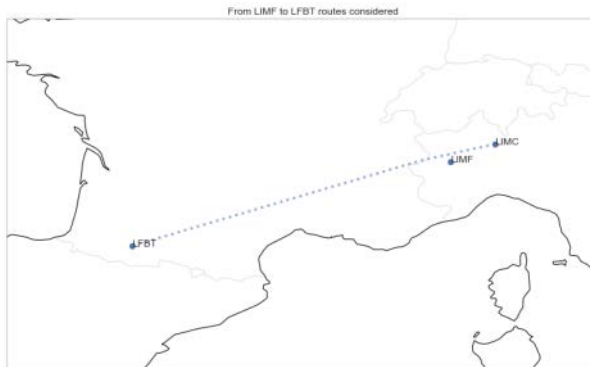 From LIMF to LFBT routes considered
LIMC
LIMF
LFBT